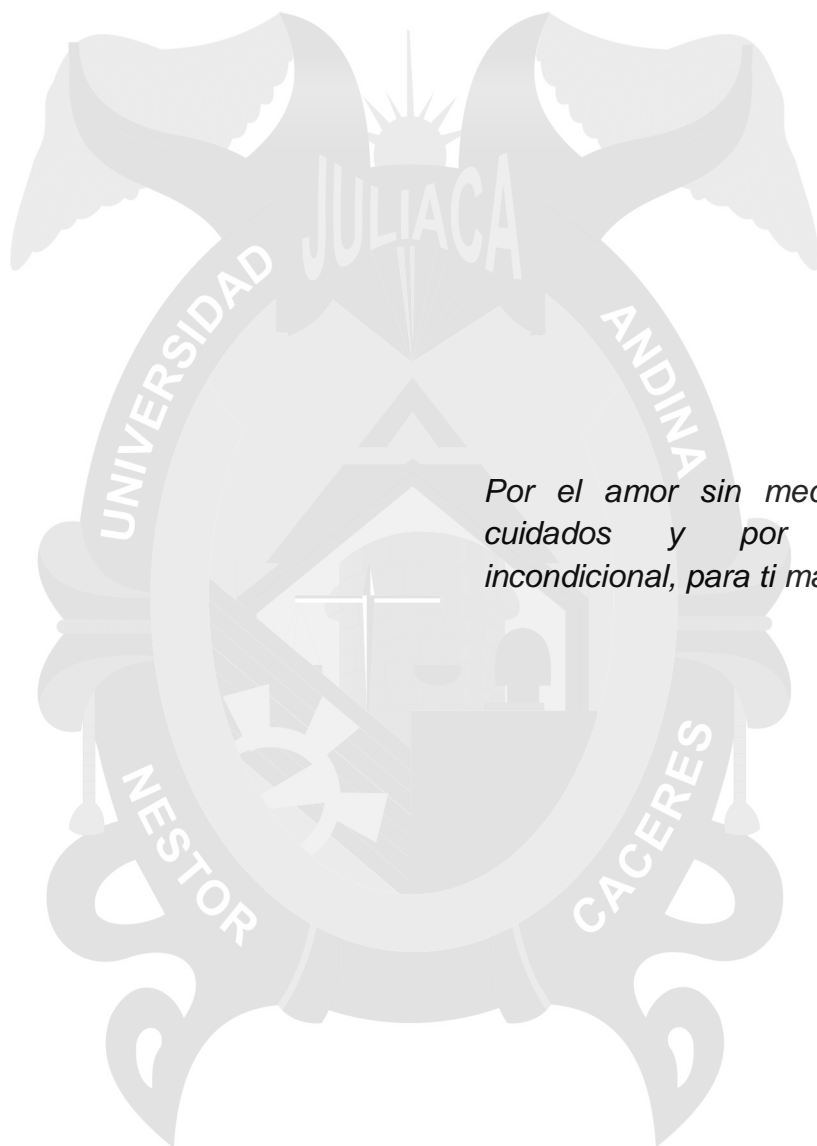 JULIACA
UNIVERSIDAD
ANDINA
Por el amor sin
cuidados y por
incondicional, para ti
NESTOR
CACERES